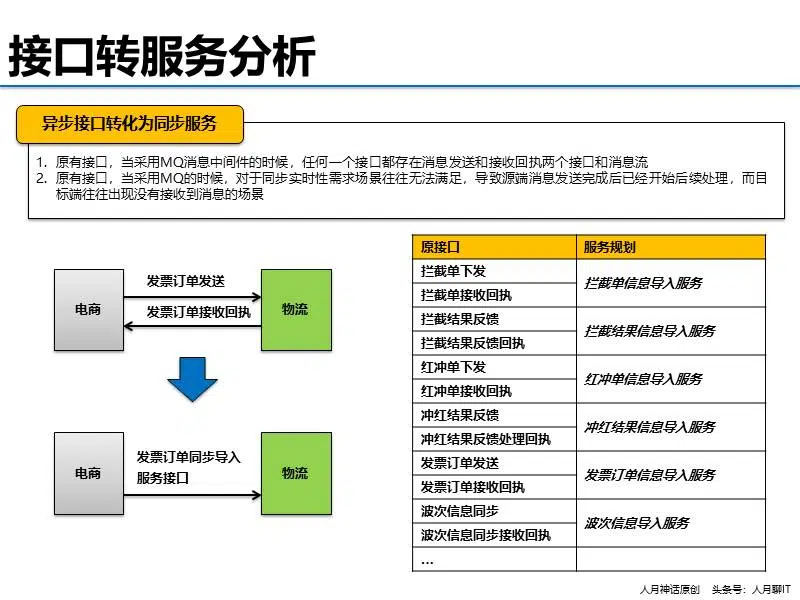 接口转服务分析
异步接口转化为同步服务
1. 原有接口，当采用MQ消息中间件的时候，任何一个接口都存在消息发送和接收回执两个接口和消息流
2. 原有接口，当采用MQ的时候，对于同步实时性需求场景往往无法满足，导致源端消息发送完成后已经开始后续处理，而目
标端往往出现没有接收到消息的场景
电商
发票订单发送
发票订单接收回执
物流
电商
发票订单同步导入
服务接口
物流
原接口 服务规划
拦截单下发
拦截单接收回执
拦截单信息导入服务
拦截结果反馈
拦截结果反馈回执
拦截结果信息导入服务
红冲单下发
红冲单接收回执
红冲单信息导入服务
冲红结果反馈
冲红结果反馈处理回执
冲红结果信息导入服务
发票订单发送
发票订单接收回执
发票订单信息导入服务
波次信息同步
波次信息同步接收回执
波次信息导入服务
...
人月神话原创 头条号：人月聊IT